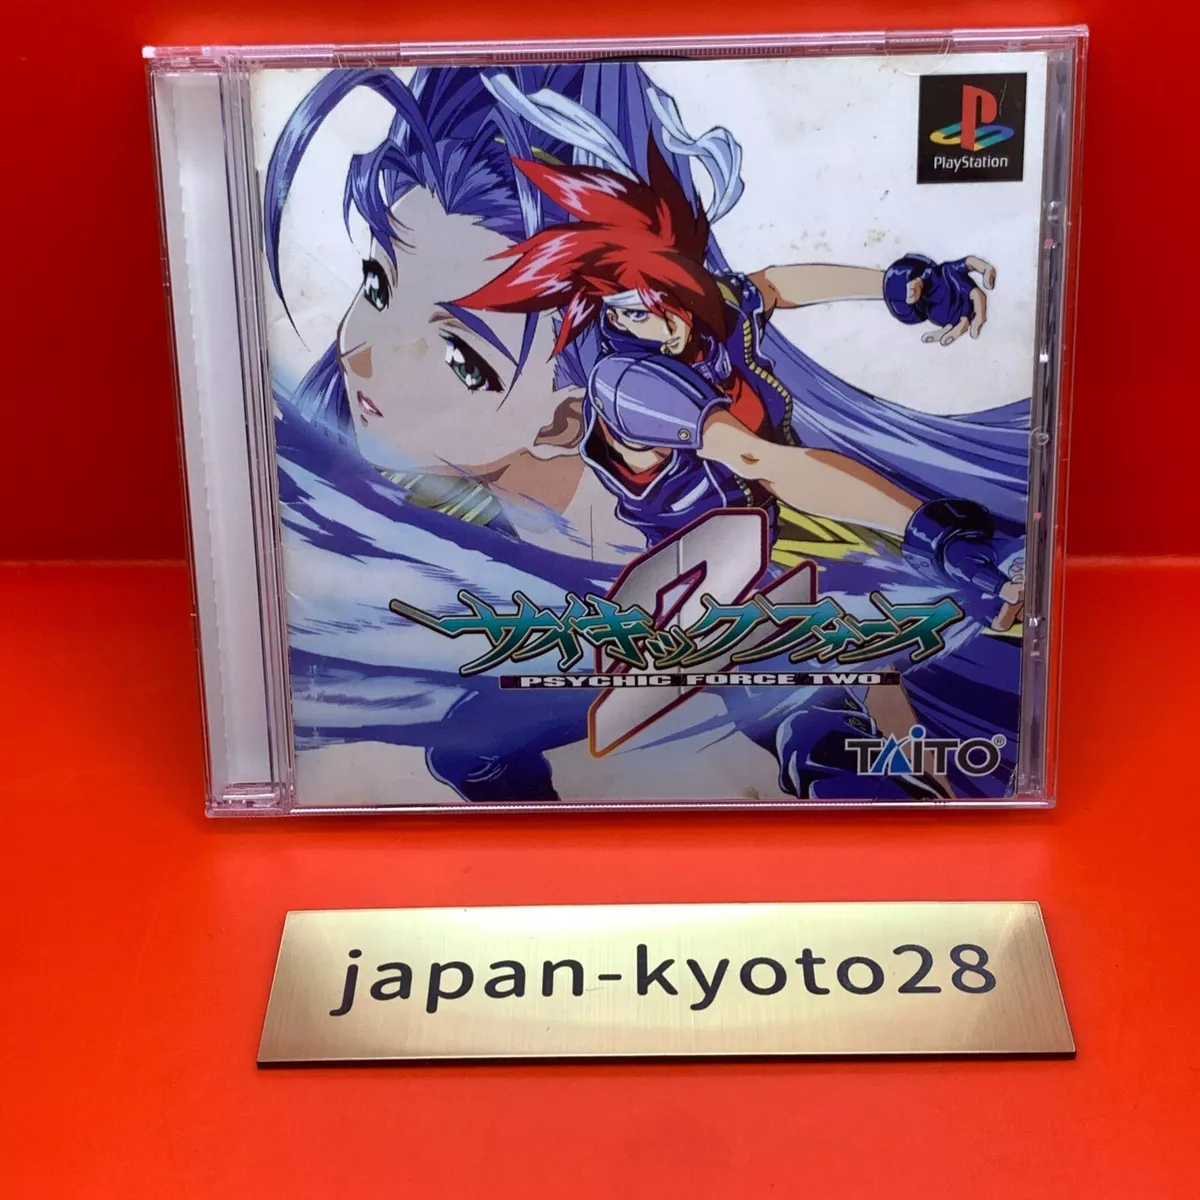 PlayStation
サイキックフォース
2
PSYCHIC FORCE TWO
TAITO®
japan-kyoto28